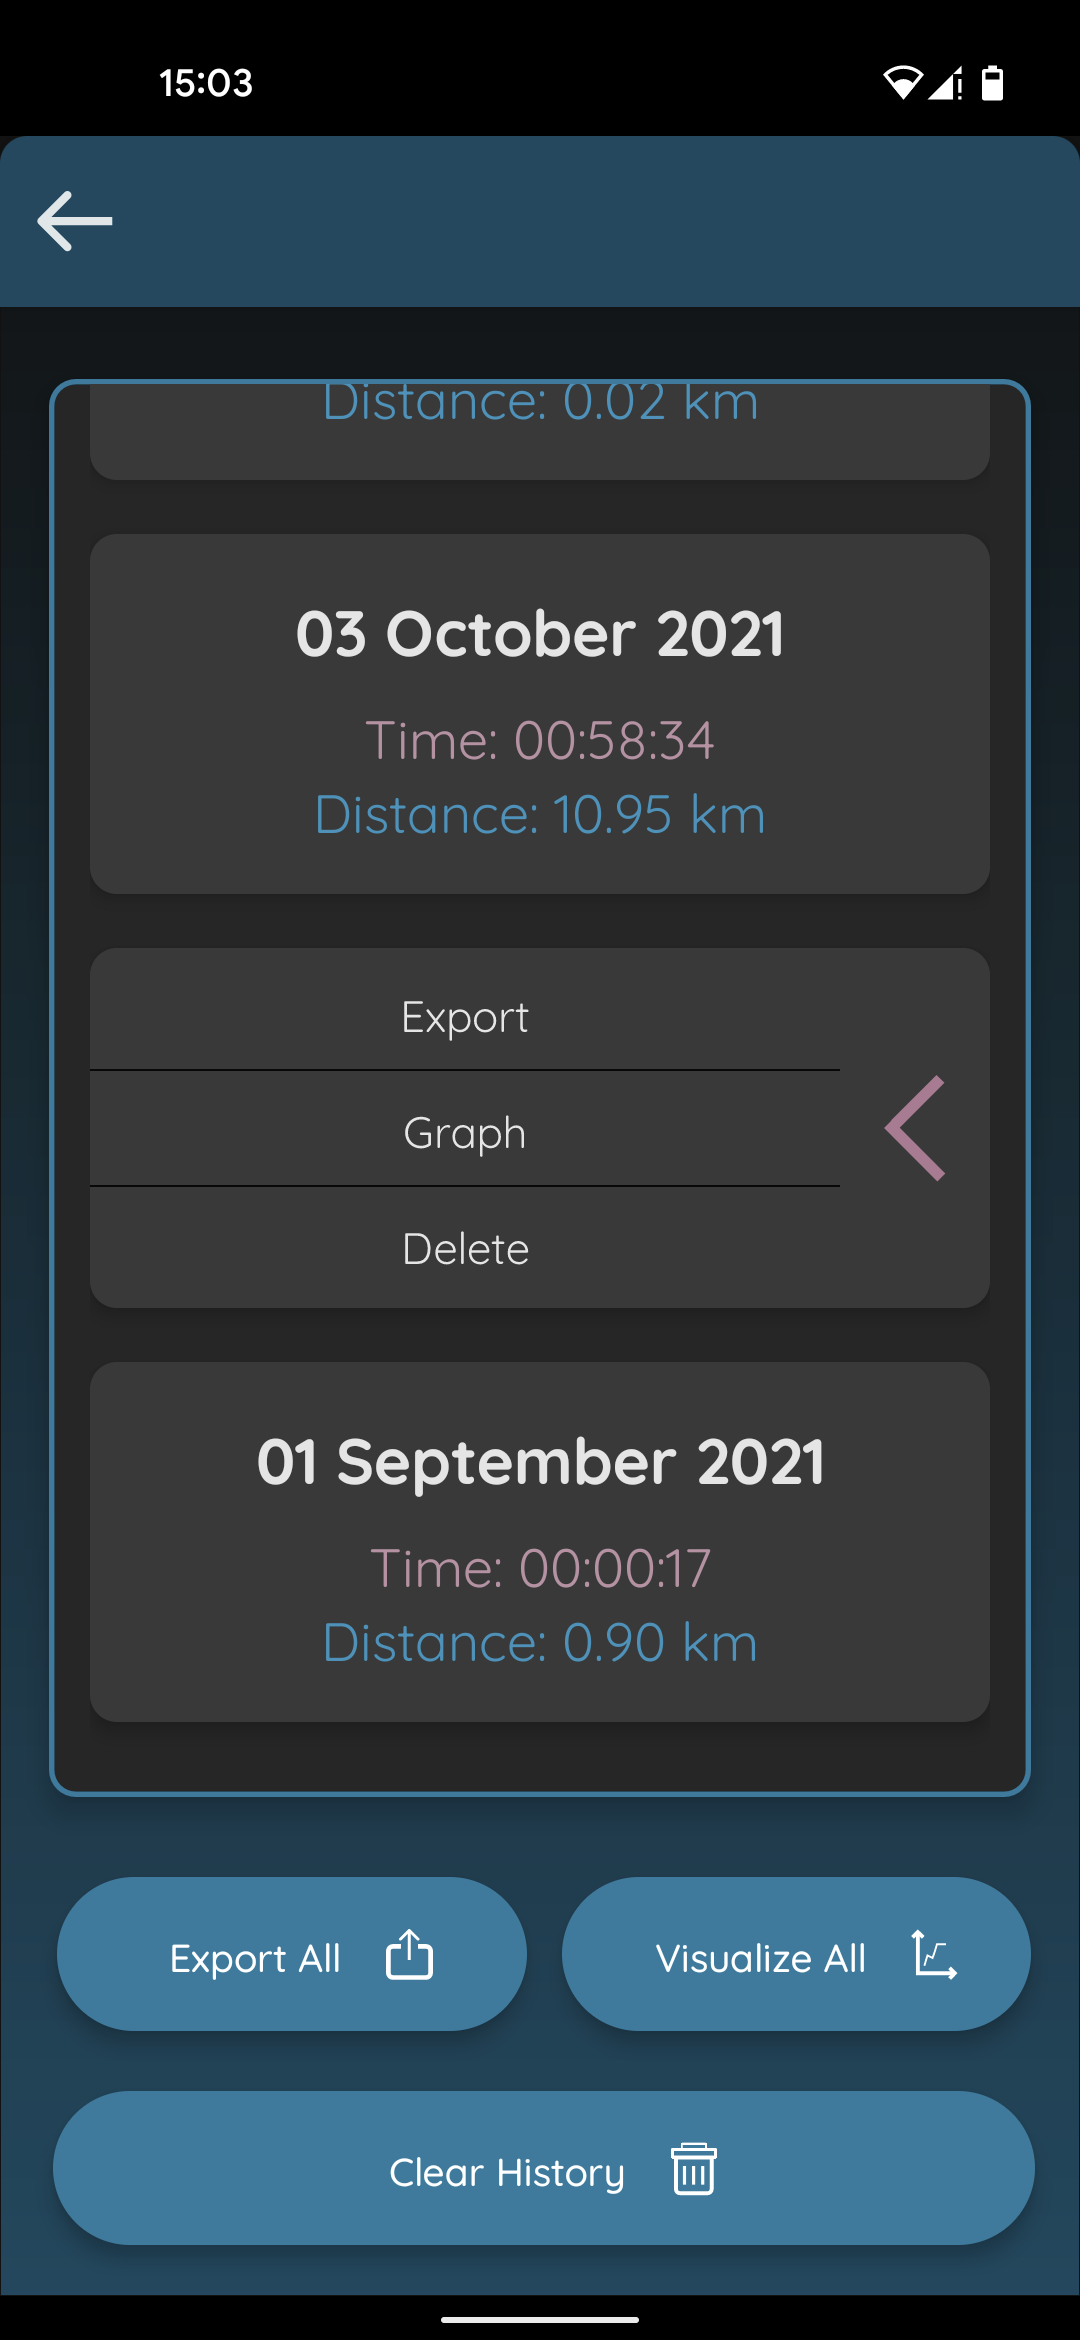 15:03
Distance: 0.02 km
03 October 2021
Time: 00:58:34
Distance: 10.95 km
Export
Graph
Delete
01 September 2021
Time: 00:00:17
Distance: 0.90 km
Export All
Visualize All
Clear History